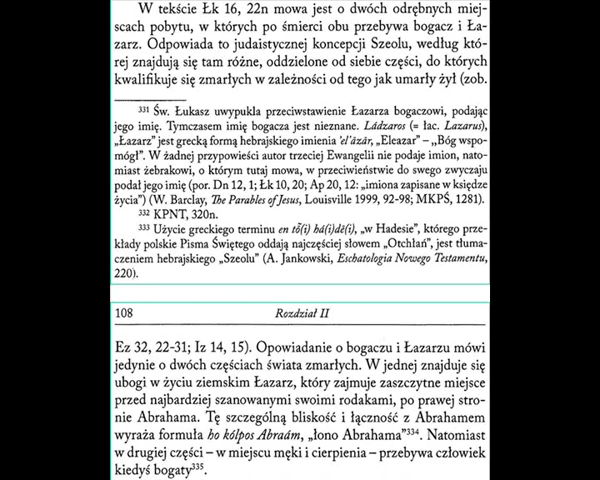 W tekście Łk 16, 22n mowa jest o dwóch odrębnych miej-
scach pobytu, w których po śmierci obu przebywa bogacz i Ła-
zarz. Odpowiada to judaistycznej koncepcji Szeolu, według któ-
rej znajdują się tam różne, oddzielone od siebie części, do których
kwalifikuje się zmarłych w zależności od tego jak umarły żył (zob.
331 Św. Łukasz uwypukla przeciwstawienie Łazarza bogaczowi, podając
jego imię. Tymczasem imię bogacza jest nieznane. Ládzaros (= łac. Lazarus),
„Łazarz” jest grecką formą hebrajskiego imienia ’el‘āzār, „Eleazar” – „Bóg wspo-
mógł”. W żadnej przypowieści autor trzeciej Ewangelii nie podaje imion, nato-
miast żebrakowi, o którym tutaj mowa, w przeciwieństwie do swego zwyczaju
podał jego imię (por. Dn 12, 1; Łk 10, 20; Ap 20, 12: „imiona zapisane w księdze
życia”) (W. Barclay, The Parables of Jesus, Louisville 1999, 92-98; MKPŚ, 1281).
332 KPNT, 320n.
333 Użycie greckiego terminu en tō(i) há(i)dē(i), „w Hadesie”, którego prze-
kłady polskie Pisma Świętego oddają najczęściej słowem „Otchłań”, jest tłuma-
czeniem hebrajskiego „Szeolu” (A. Jankowski, Eschatologia Nowego Testamentu,
220).
108 Rozdział II
Ez 32, 22-31; Iz 14, 15). Opowiadanie o bogaczu i Łazarzu mówi
jedynie o dwóch częściach świata zmarłych. W jednej znajduje się
ubogi w życiu ziemskim Łazarz, który zajmuje zaszczytne miejsce
przed najbardziej szanowanymi swoimi rodakami, po prawej stro-
nie Abrahama. Tę szczególną bliskość i łączność z Abrahamem
wyraża formuła ho kólpos Abraám, „łono Abrahama”334. Natomiast
w drugiej części – w miejscu męki i cierpienia – przebywa człowiek
kiedyś bogaty335.